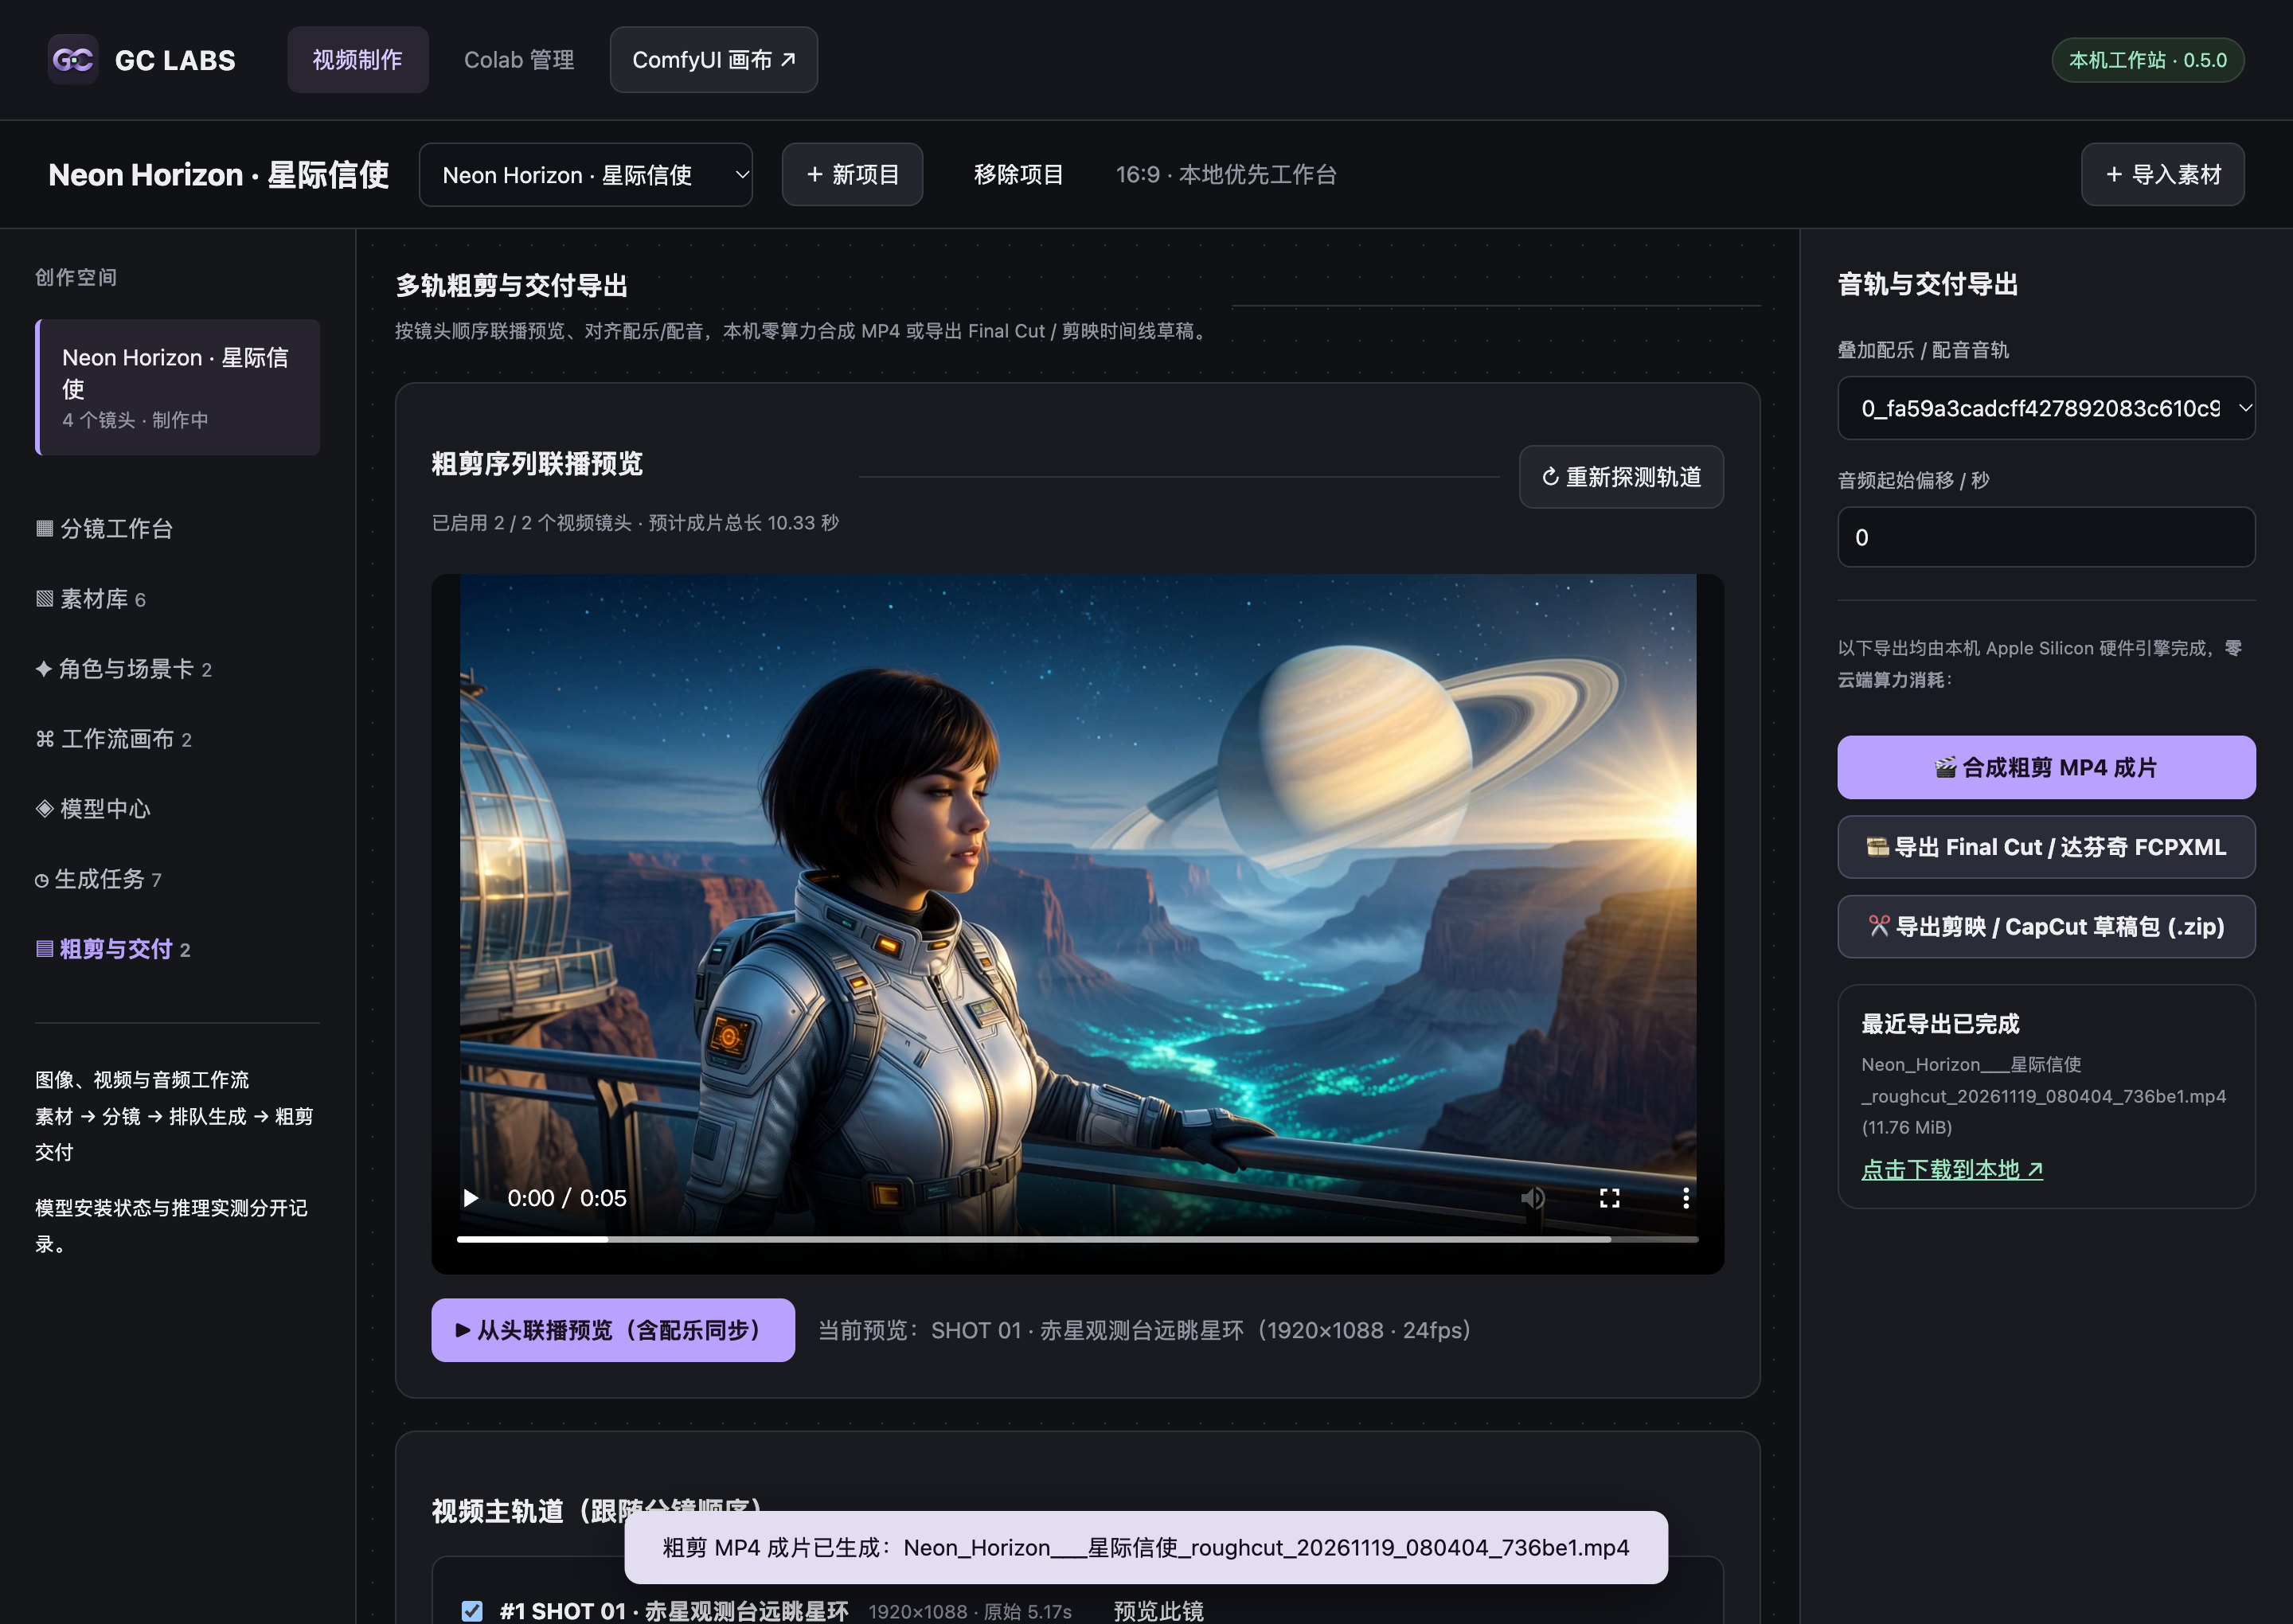 GC LABS
视频制作
Colab 管理
ComfyUI 画布 ↗
本机工作站 · 0.5.0
Neon Horizon · 星际信使
Neon Horizon · 星际信使
+ 新项目
移除项目
16:9 · 本地优先工作台
+ 导入素材
创作空间
Neon Horizon · 星际信
使
4 个镜头 · 制作中
▦ 分镜工作台
▧ 素材库 6
✦ 角色与场景卡 2
⌘ 工作流画布 2
◈ 模型中心
◷ 生成任务 7
▤ 粗剪与交付 2
图像、视频与音频工作流
素材 → 分镜 → 排队生成 → 粗剪
交付
模型安装状态与推理实测分开记
录。
多轨粗剪与交付导出
按镜头顺序联播预览、对齐配乐/配音，本机零算力合成 MP4 或导出 Final Cut / 剪映时间线草稿。
粗剪序列联播预览
↻ 重新探测轨道
已启用 2 / 2 个视频镜头 · 预计成片总长 10.33 秒
0:00 / 0:05
▶ 从头联播预览（含配乐同步）
当前预览：SHOT 01 · 赤星观测台远眺星环（1920×1088 · 24fps）
视频主轨道（跟随分镜顺序）
粗剪 MP4 成片已生成：Neon_Horizon___星际信使_roughcut_20261119_080404_736be1.mp4
#1 SHOT 01 · 赤星观测台远眺星环 1920×1088 · 原始 5.17s 预览此镜
音轨与交付导出
叠加配乐 / 配音音轨
0_fa59a3cadcff427892083c610c9
音频起始偏移 / 秒
0
以下导出均由本机 Apple Silicon 硬件引擎完成，零
云端算力消耗：
🎬 合成粗剪 MP4 成片
🗃 导出 Final Cut / 达芬奇 FCPXML
✂️ 导出剪映 / CapCut 草稿包 (.zip)
最近导出已完成
Neon_Horizon___星际信使
_roughcut_20261119_080404_736be1.mp4
(11.76 MiB)
点击下载到本地 ↗